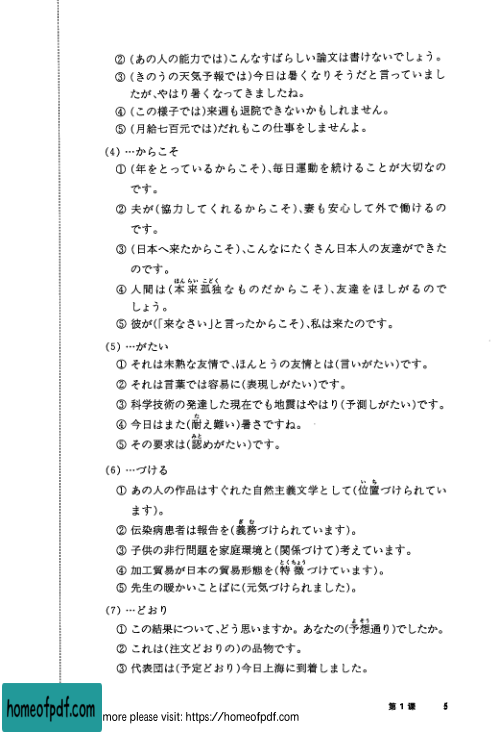 ②(あの人の能力では)こんなすばらしい論文は書けないでしょう。
③(きのうの天気予報では)今日は暑くなりそうだと言っていまし
たが、やはり暑くなってきましたね。
④(この様子では)来週も退院できないかもしれません。
⑤(月給七百元では)だれもこの仕事をしませんよ。
(4)…からこそ
①(年をとっているからこそ)、毎日運動を続けることが大切なの
です。
②夫が(協力してくれるからこそ)、妻も安心して外で働けるの
です。
③(日本へ来たからこそ)、こんなにたくさん日本人の友達ができた
のです。
ほんらい こどく
④人間は(本来孤独なものだからこそ)、友達をほしがるので
しょう。
⑤彼が(「来なさい」と言ったからこそ)、私は来たのです。
(5)…がたい
①それは未熟な友情で、ほんとうの友情とは(言いがたい)です。
②それは言葉では容易に(表現しがたい)です。
③科学技術の発達した現在でも地震はやはり(予測しがたい)です。
た
④今日はまた(耐え難い)暑さですね。
みと
⑤その要求は(認めがたい)です。
(6)…づける
いち
①あの人の作品はすぐれた自然主義文学として(位置づけられてい
ます)。
ぎむ
②伝染病患者は報告を(義務づけられています)。
③子供の非行問題を家庭環境と(関係づけて)考えています。
とくちょう
④加工貿易が日本の貿易形態を(特徴づけています)。
⑤先生の暖かいことばに(元気づけられました)。
(7)…どおり
よそう
①この結果について、どう思いますか。あなたの(予想通り)でしたか。
②これは(注文どおりの)の品物です。
③代表団は(予定どおり)今日上海に到着しました。
第1课 5
homeofpdf.com
more please visit: https://homeofpdf.com